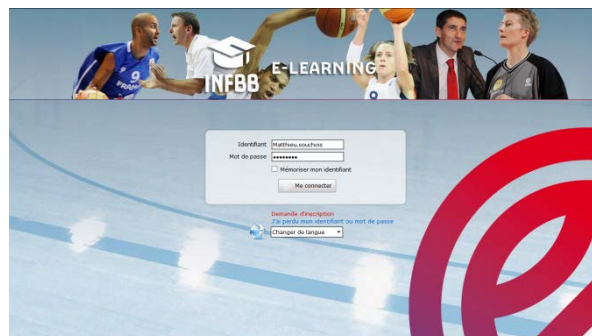 9
FRANCE
INFBB
E-LEARNING
Identifiant
Matthieu.souchois
Mot de passe
••••••••
Mémoriser mon identifiant
Me connecter
Demande d'inscription
J'ai perdu mon identifiant ou mot de passe
Changer de langue